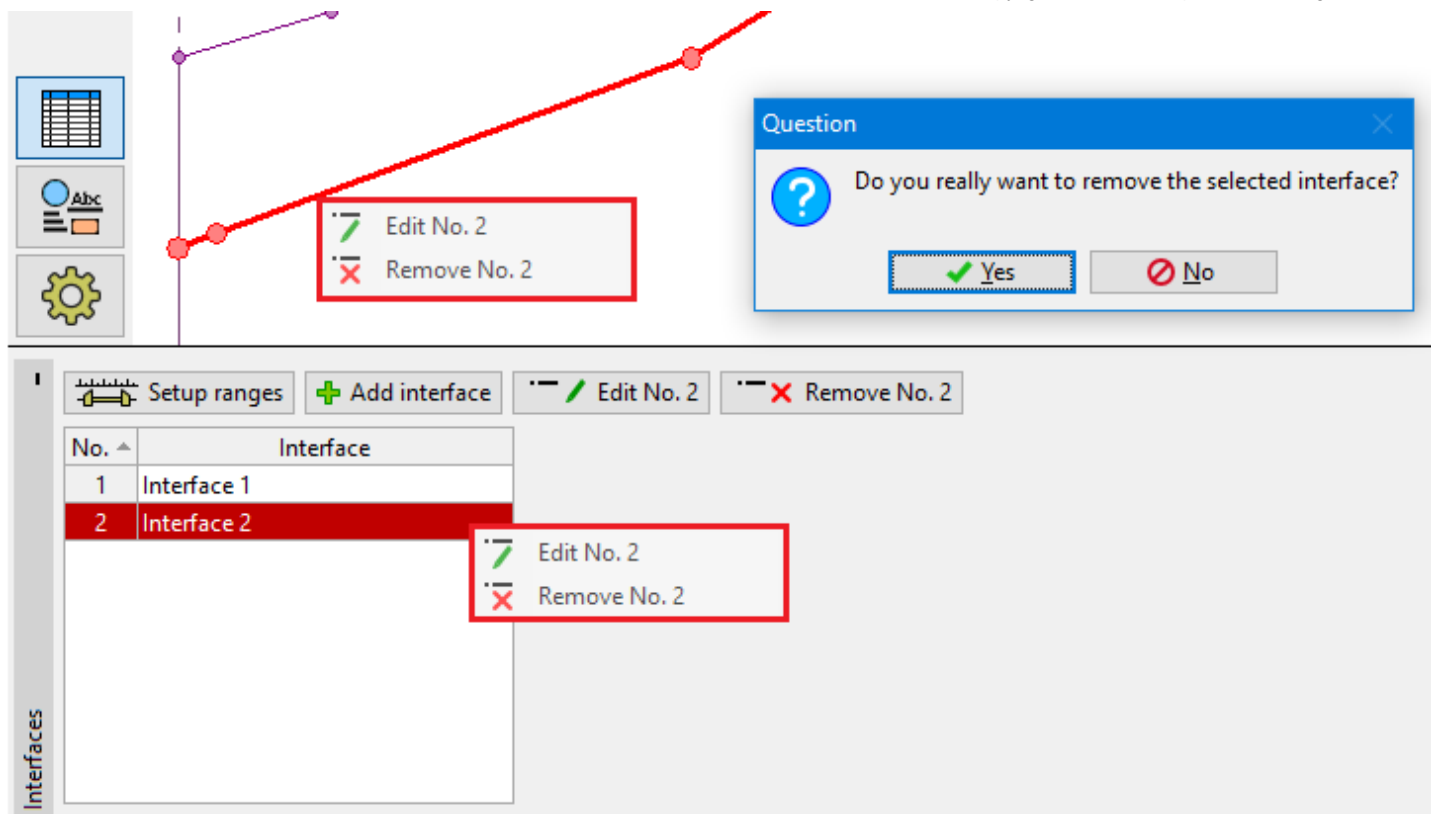 Question
Do you really want to remove the selected interface?
Abc
Edit No. 2
Remove No. 2
Yes
No
Setup ranges
Add interface
Edit No. 2
Remove No. 2
No.
Interface
1
Interface 1
2
Interface 2
Edit No. 2
Remove No. 2
Interfaces